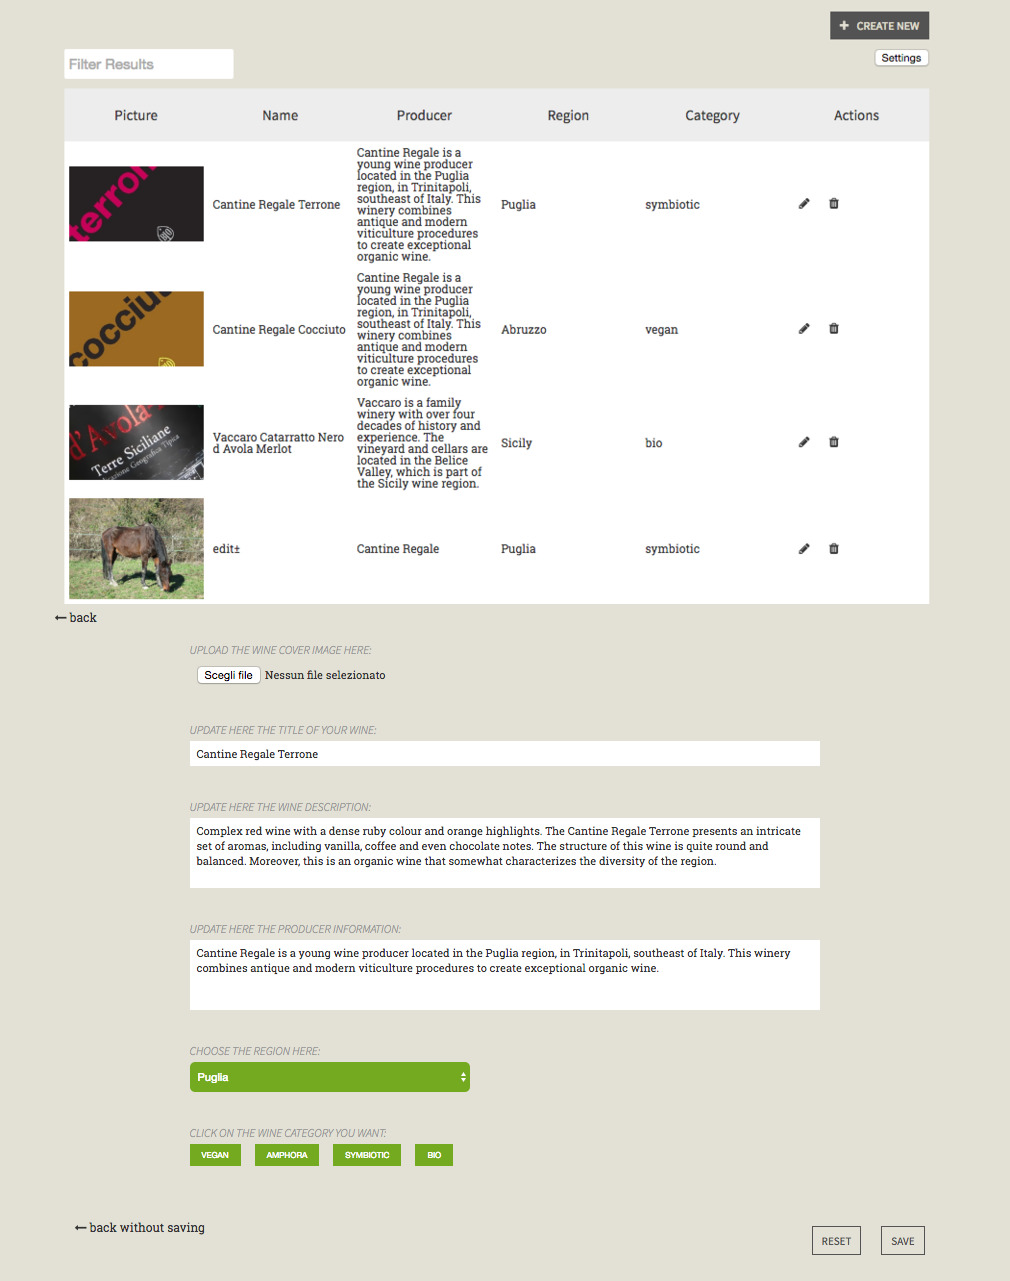 + CREATE NEW
Filter Results
Settings
Picture Name Producer Region Category Actions
terron
Cantine Regale Terrone
Cantine Regale is a
young wine producer
located in the Puglia
region, in Trinitapoli,
southeast of Italy. This
winery combines
antique and modern
viticulture procedures
to create exceptional
organic wine.
Puglia
symbiotic
cocciu
Cantine Regale Cocciuto
Cantine Regale is a
young wine producer
located in the Puglia
region, in Trinitapoli,
southeast of Italy. This
winery combines
antique and modern
viticulture procedures
to create exceptional
organic wine.
Abruzzo
vegan
d'Avola
Terre Siciliane
Geografica Tipica
Vaccaro Catarratto Nero
d Avola Merlot
Vaccaro is a family
winery with over four
decades of history and
experience. The
vineyard and cellars are
located in the Belice
Valley, which is part of
the Sicily wine region.
Sicily
bio
edit±
Cantine Regale
Puglia
symbiotic
← back
UPLOAD THE WINE COVER IMAGE HERE:
Scegli file Nessun file selezionato
UPDATE HERE THE TITLE OF YOUR WINE:
Cantine Regale Terrone
UPDATE HERE THE WINE DESCRIPTION:
Complex red wine with a dense ruby colour and orange highlights. The Cantine Regale Terrone presents an intricate
set of aromas, including vanilla, coffee and even chocolate notes. The structure of this wine is quite round and
balanced. Moreover, this is an organic wine that somewhat characterizes the diversity of the region.
UPDATE HERE THE PRODUCER INFORMATION:
Cantine Regale is a young wine producer located in the Puglia region, in Trinitapoli, southeast of Italy. This winery
combines antique and modern viticulture procedures to create exceptional organic wine.
CHOOSE THE REGION HERE:
Puglia
CLICK ON THE WINE CATEGORY YOU WANT:
VEGAN AMPHORA SYMBIOTIC BIO
← back without saving
RESET SAVE